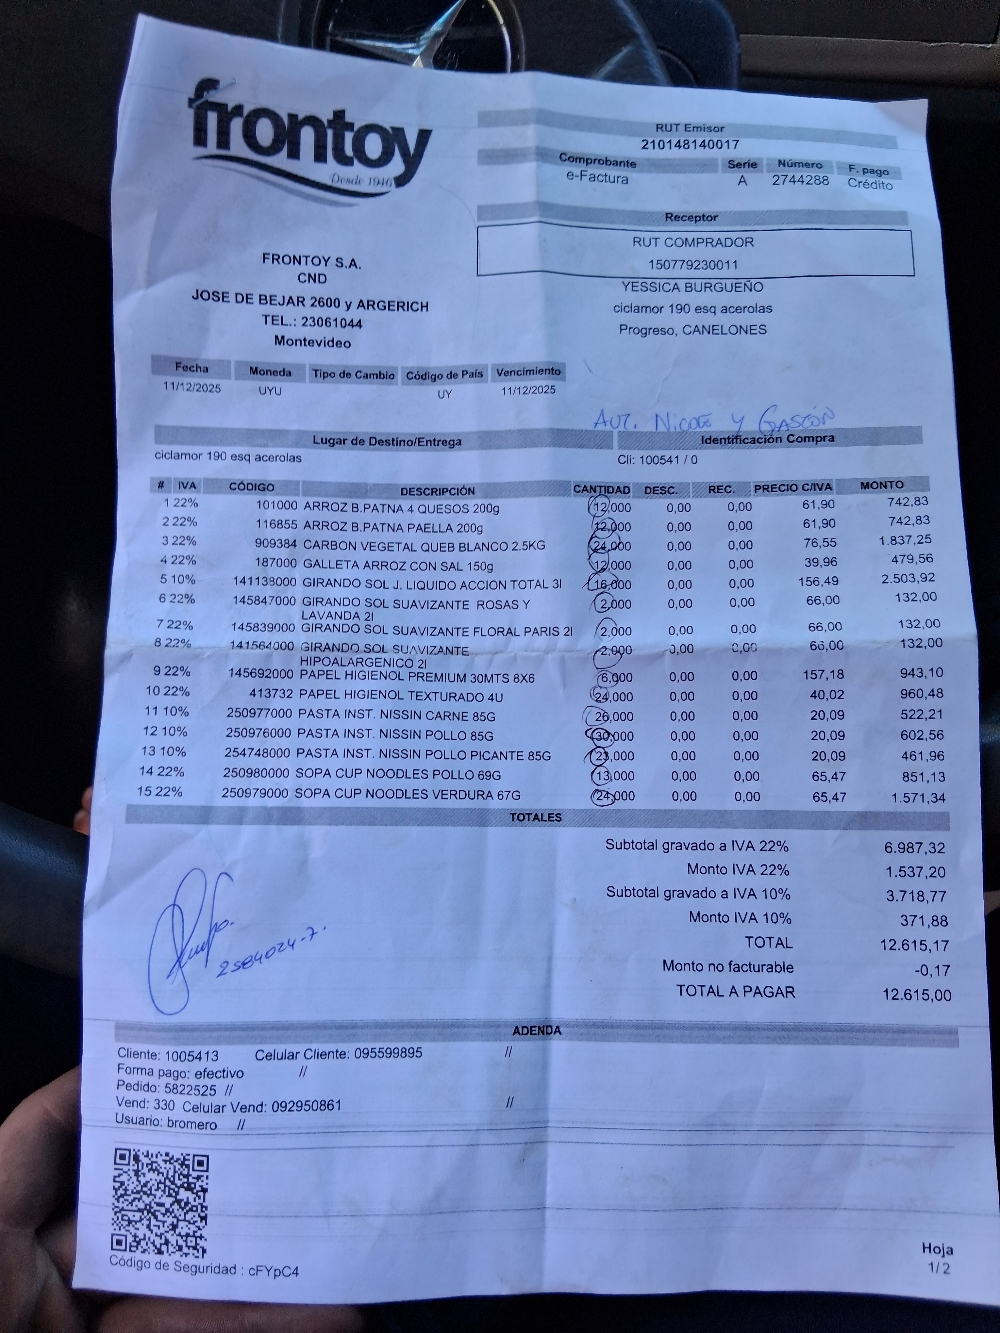 frontoy
Desde 1946
RUT Emisor
210148140017
Comprobante Serie Número F. pago
e-Factura A 2744288 Crédito
Receptor
RUT COMPRADOR
150779230011
YESSICA BURGUEÑO
ciclamor 190 esq acerolas
Progreso, CANELONES
FRONTOY S.A.
CND
JOSE DE BEJAR 2600 y ARGERICH
TEL.: 23061044
Montevideo
Fecha Moneda Tipo de Cambio Código de País Vencimiento
11/12/2025 UYU UY 11/12/2025
AUT. Nicole y Gastón
Lugar de Destino/Entrega Identificación Compra
ciclamor 190 esq acerolas Cli: 100541 / 0
# IVA CÓDIGO DESCRIPCIÓN CANTIDAD DESC. REC. PRECIO C/IVA MONTO
1 22% 101000 ARROZ B.PATNA 4 QUESOS 200g 12,000 0,00 0,00 61,90 742,83
2 22% 116855 ARROZ B.PATNA PAELLA 200g 12,000 0,00 0,00 61,90 742,83
3 22% 909384 CARBON VEGETAL QUEB BLANCO 2.5KG 24,000 0,00 0,00 76,55 1.837,25
4 22% 187000 GALLETA ARROZ CON SAL 150g 12,000 0,00 0,00 39,96 479,56
5 10% 141138000 GIRANDO SOL J. LIQUIDO ACCION TOTAL 3l 16,000 0,00 0,00 156,49 2.503,92
6 22% 145847000 GIRANDO SOL SUAVIZANTE ROSAS Y 2,000 0,00 0,00 66,00 132,00
LAVANDA 2l
7 22% 145839000 GIRANDO SOL SUAVIZANTE FLORAL PARIS 2l 2,000 0,00 0,00 66,00 132,00
8 22% 141564000 GIRANDO SOL SUAVIZANTE 2,000 0,00 0,00 66,00 132,00
HIPOALARGENICO 2l
9 22% 145692000 PAPEL HIGIENOL PREMIUM 30MTS 8X6 6,000 0,00 0,00 157,18 943,10
10 22% 413732 PAPEL HIGIENOL TEXTURADO 4U 24,000 0,00 0,00 40,02 960,48
11 10% 250977000 PASTA INST. NISSIN CARNE 85G 26,000 0,00 0,00 20,09 522,21
12 10% 250976000 PASTA INST. NISSIN POLLO 85G 30,000 0,00 0,00 20,09 602,56
13 10% 254748000 PASTA INST. NISSIN POLLO PICANTE 85G 23,000 0,00 0,00 20,09 461,96
14 22% 250980000 SOPA CUP NOODLES POLLO 69G 13,000 0,00 0,00 65,47 851,13
15 22% 250979000 SOPA CUP NOODLES VERDURA 67G 24,000 0,00 0,00 65,47 1.571,34
TOTALES
Subtotal gravado a IVA 22% 6.987,32
Monto IVA 22% 1.537,20
Subtotal gravado a IVA 10% 3.718,77
Monto IVA 10% 371,88
TOTAL 12.615,17
Monto no facturable -0,17
TOTAL A PAGAR 12.615,00
2584024-7.
ADENDA
Cliente: 1005413 Celular Cliente: 095599895 //
Forma pago: efectivo //
Pedido: 5822525 //
Vend: 330 Celular Vend: 092950861 //
Usuario: bromero //
Código de Seguridad : cFYpC4
Hoja
1/2